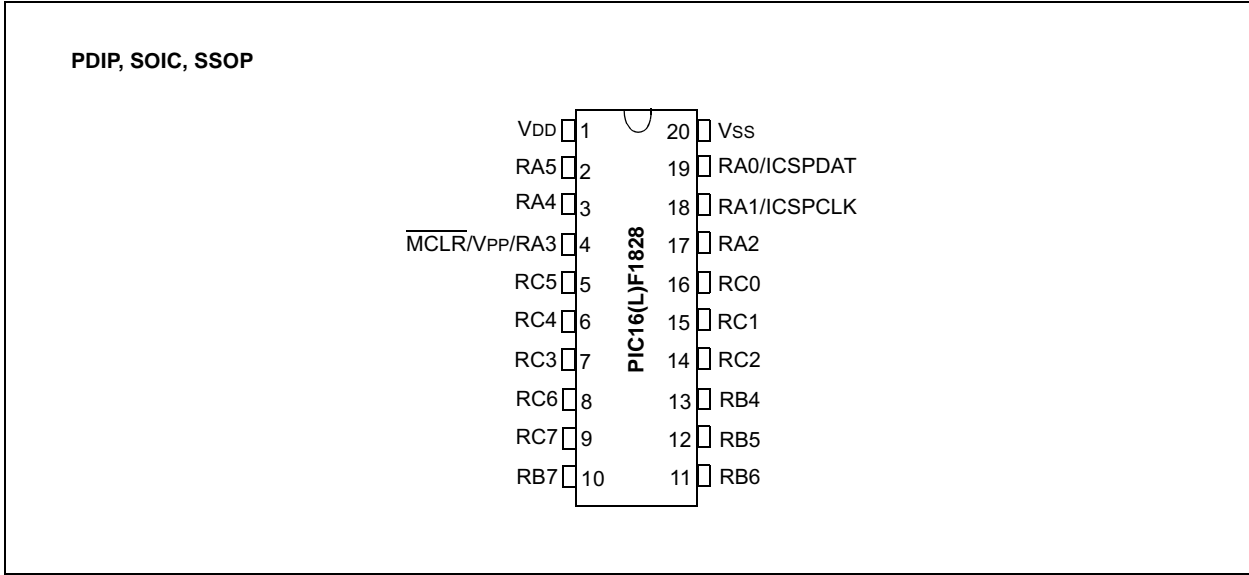 PDIP, SOIC, SSOP
VDD 1 20 VSS
RA5 2 19 RA0/ICSPDAT
RA4 3 18 RA1/ICSPCLK
MCLR/VPP/RA3 4 17 RA2
RC5 5 16 RC0
RC4 6 15 RC1
RC3 7 14 RC2
RC6 8 13 RB4
RC7 9 12 RB5
RB7 10 11 RB6
PIC16(L)F1828